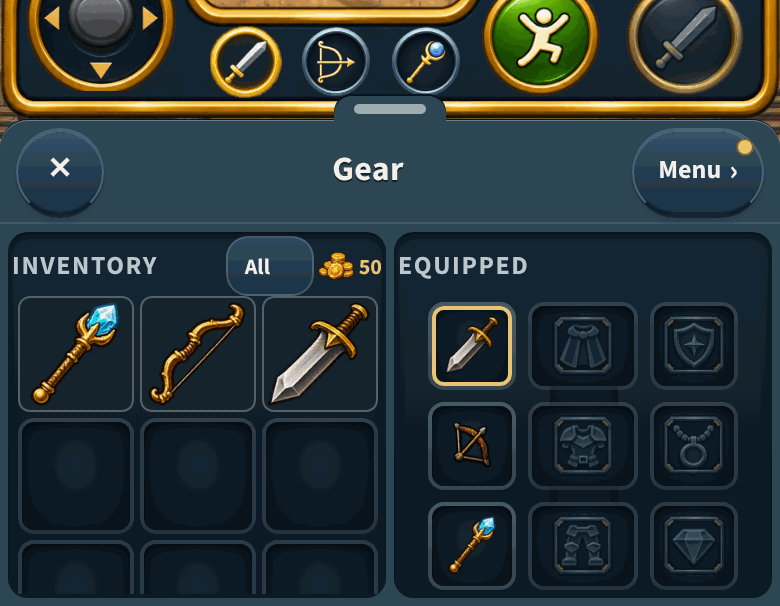 ×
Gear
Menu ›
INVENTORY
All
50
EQUIPPED